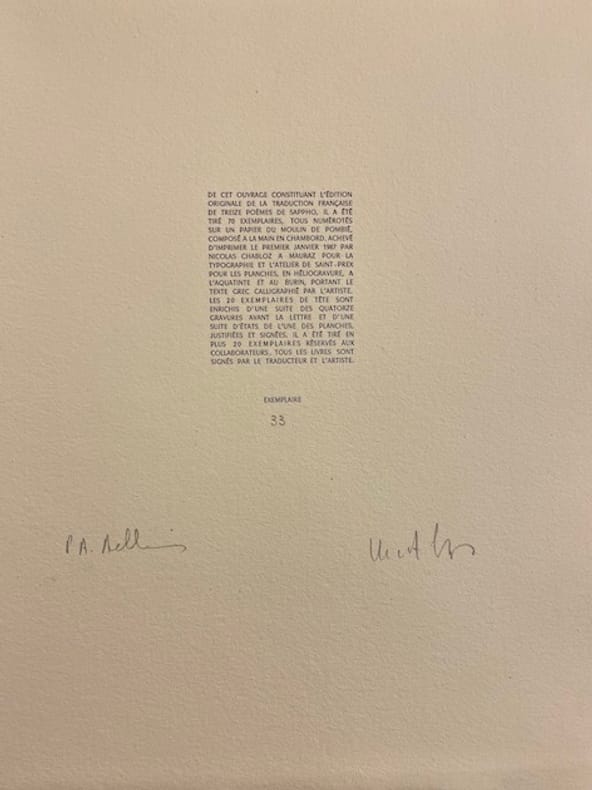 DE CET OUVRAGE CONSTITUANT L'ÉDITION
ORIGINALE DE LA TRADUCTION FRANÇAISE
DE TREIZE POÈMES DE SAPPHO, IL A ÉTÉ
TIRÉ 70 EXEMPLAIRES, TOUS NUMÉROTÉS
SUR UN PAPIER DU MOULIN DE POMBIÉ,
COMPOSÉ A LA MAIN EN CHAMBORD, ACHEVÉ
D'IMPRIMER LE PREMIER JANVIER 1987 PAR
NICOLAS CHABLOZ A MAURAZ POUR LA
TYPOGRAPHIE ET L'ATELIER DE SAINT-PREX
POUR LES PLANCHES, EN HÉLIOGRAVURE, A
L'AQUATINTE ET AU BURIN, PORTANT LE
TEXTE GREC CALLIGRAPHIÉ PAR L'ARTISTE.
LES 20 EXEMPLAIRES DE TÊTE SONT
ENRICHIS D'UNE SUITE DES QUATORZE
GRAVURES AVANT LA LETTRE ET D'UNE
SUITE D'ÉTATS DE L'UNE DES PLANCHES,
JUSTIFIÉES ET SIGNÉES. IL A ÉTÉ TIRÉ EN
PLUS 20 EXEMPLAIRES RÉSERVÉS AUX
COLLABORATEURS. TOUS LES LIVRES SONT
SIGNÉS PAR LE TRADUCTEUR ET L'ARTISTE.
EXEMPLAIRE
33
P.A.